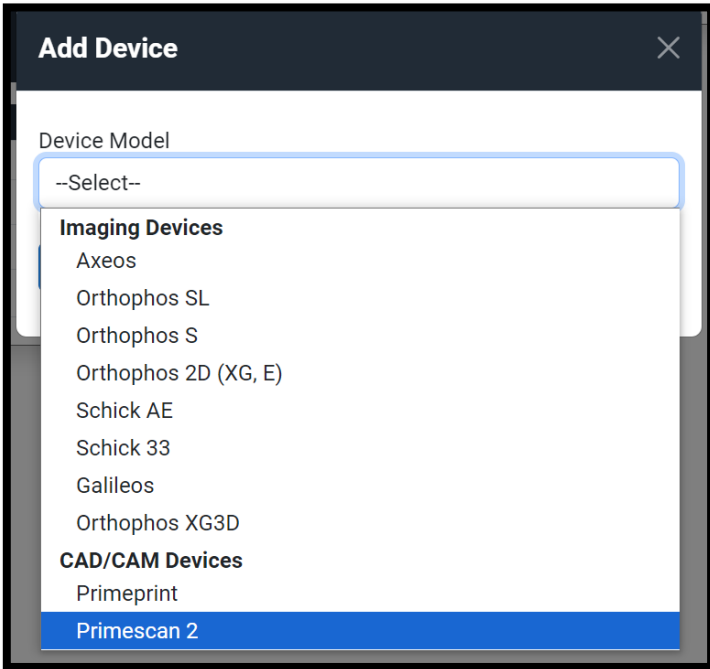 Add Device
Device Model
--Select--
Imaging Devices
Axeos
Orthophos SL
Orthophos S
Orthophos 2D (XG, E)
Schick AE
Schick 33
Galileos
Orthophos XG3D
CAD/CAM Devices
Primeprint
Primescan 2